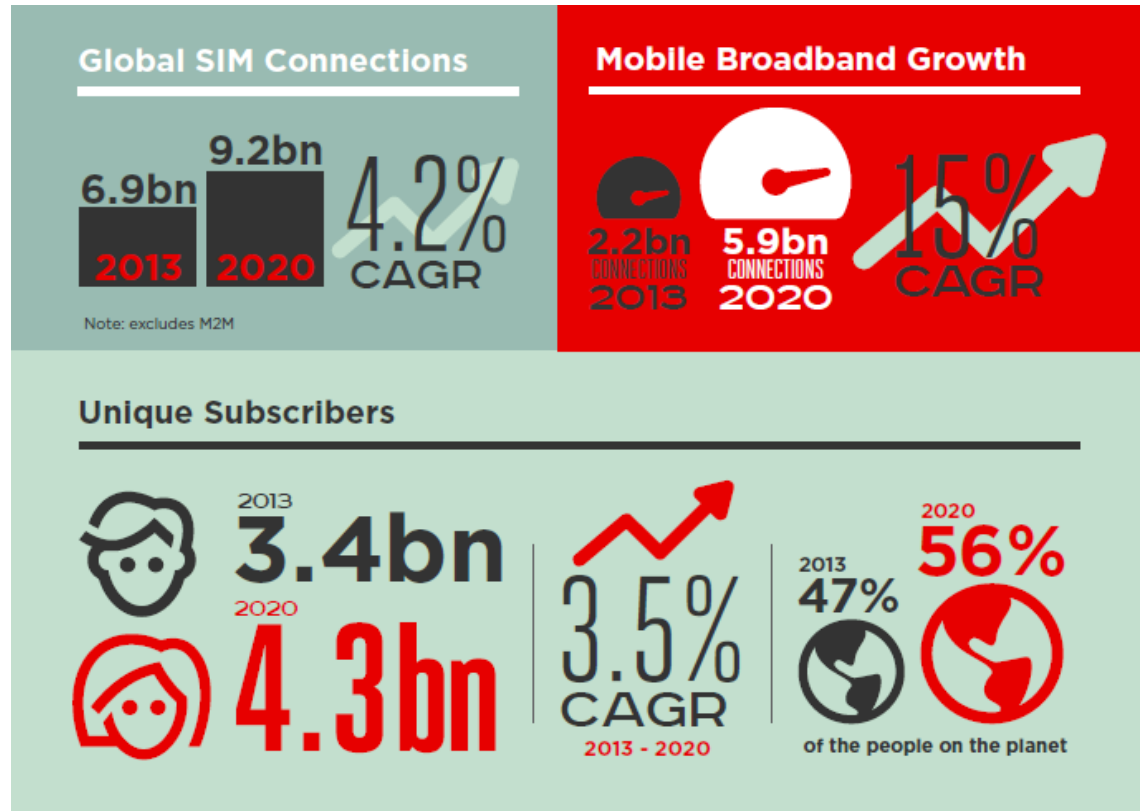 Global SIM Connections
6.9bn
2013
9.2bn
2020
4.2%
CAGR
Note: excludes M2M
Mobile Broadband Growth
2.2bn
CONNECTIONS
2013
5.9bn
CONNECTIONS
2020
15%
CAGR
Unique Subscribers
2013
3.4bn
2020
4.3bn
3.5%
CAGR
2013 - 2020
2013
47%
2020
56%
of the people on the planet